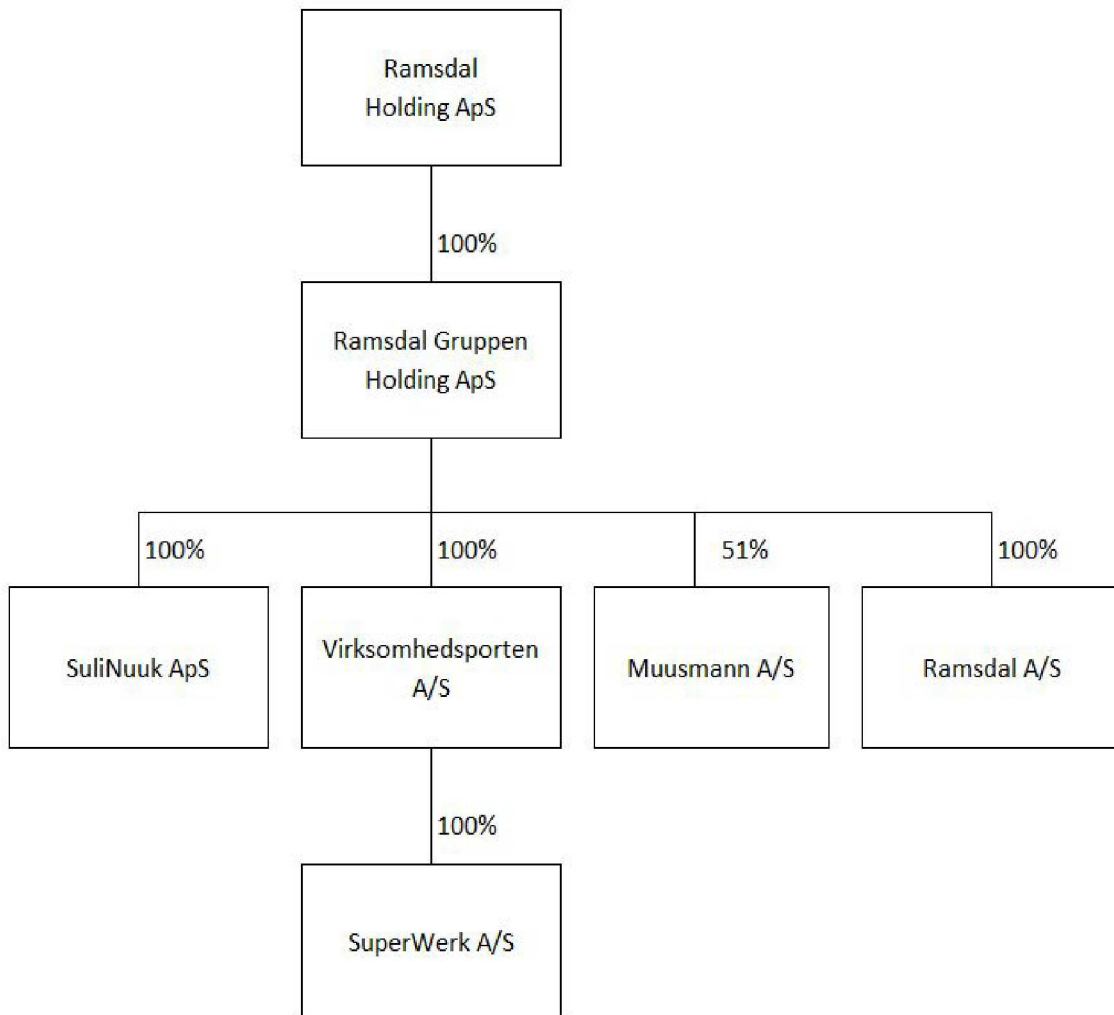 Ramsdal
Holding ApS
100%
Ramsdal Gruppen
Holding ApS
100%
100%
51%
100%
SuliNuuk ApS
Virksomhedsporten
A/S
Muusmann A/S
Ramsdal A/S
100%
SuperWerk A/S